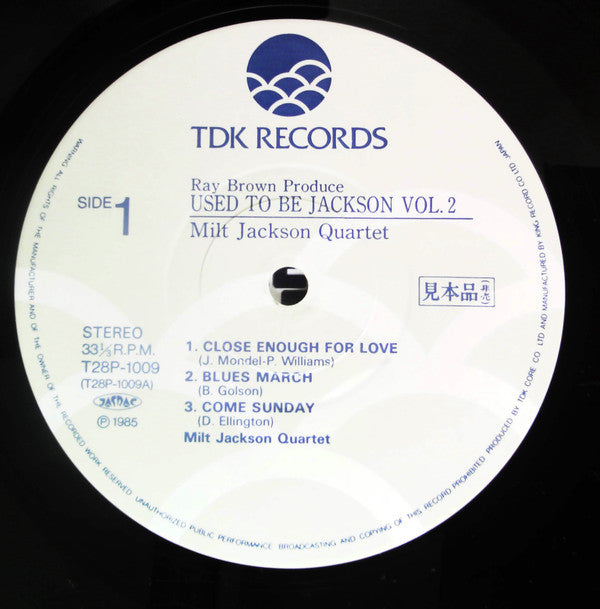 TDK RECORDS
Ray Brown Produce
USED TO BE JACKSON VOL. 2
Milt Jackson Quartet
SIDE 1
見本品 (非売)
STEREO
33⅓ R.P.M.
T28P-1009
(T28P-1009A)
JASRAC
Ⓟ 1985
1. CLOSE ENOUGH FOR LOVE
(J. Mondel-P. Williams)
2. BLUES MARCH
(B. Golson)
3. COME SUNDAY
(D. Ellington)
Milt Jackson Quartet
WARNING: ALL RIGHTS OF THE MANUFACTURER AND OF THE OWNER OF THE RECORDED WORK RESERVED. UNAUTHORIZED PUBLIC PERFORMANCE BROADCASTING AND COPYING OF THIS RECORD PROHIBITED. PRODUCED BY TDK CORE CO. LTD AND MANUFACTURED BY KING RECORD CO. LTD. JAPAN